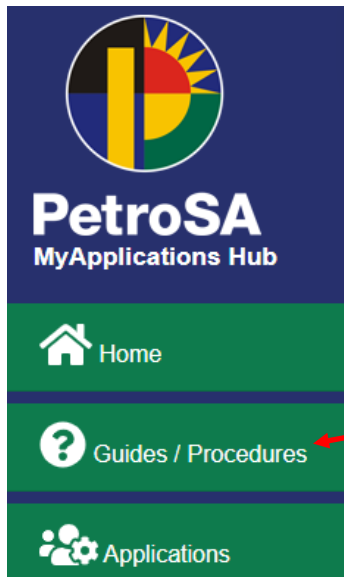 PetroSA
MyApplications Hub
Home
Guides / Procedures
Applications